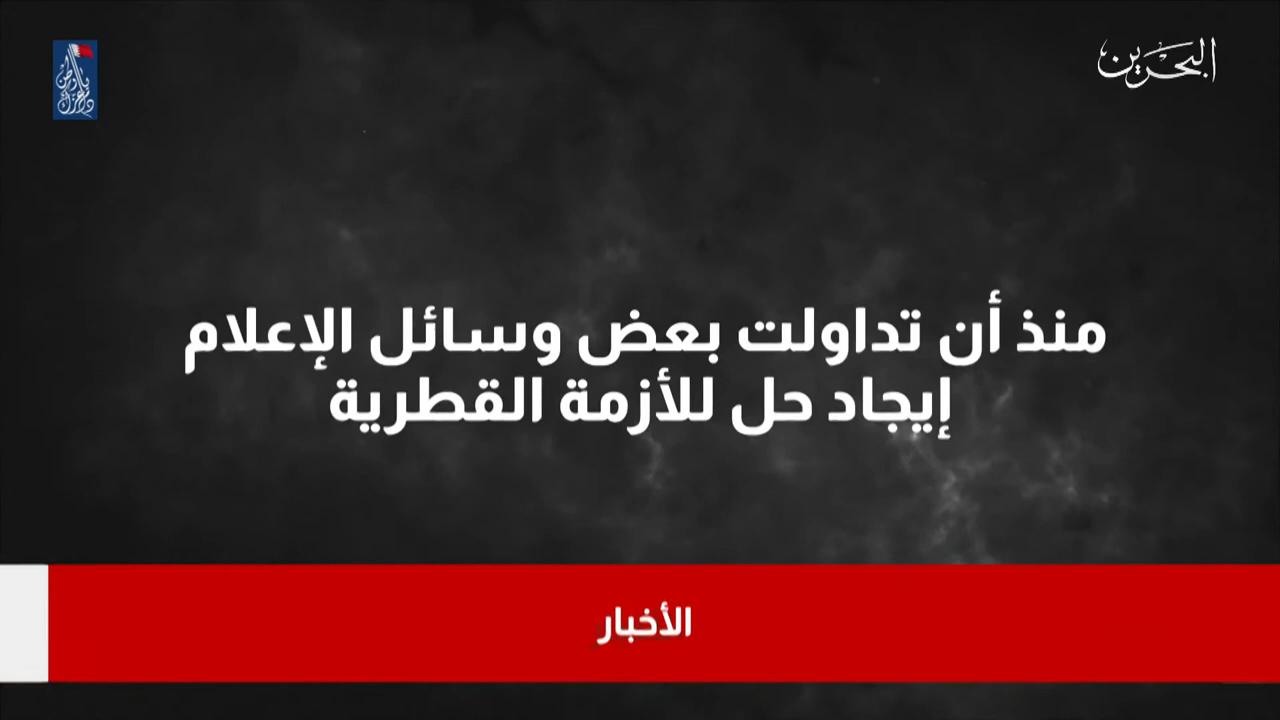 البحرين
منذ أن تداولت بعض وسائل الإعلام
إيجاد حل للأزمة القطرية
الأخبار